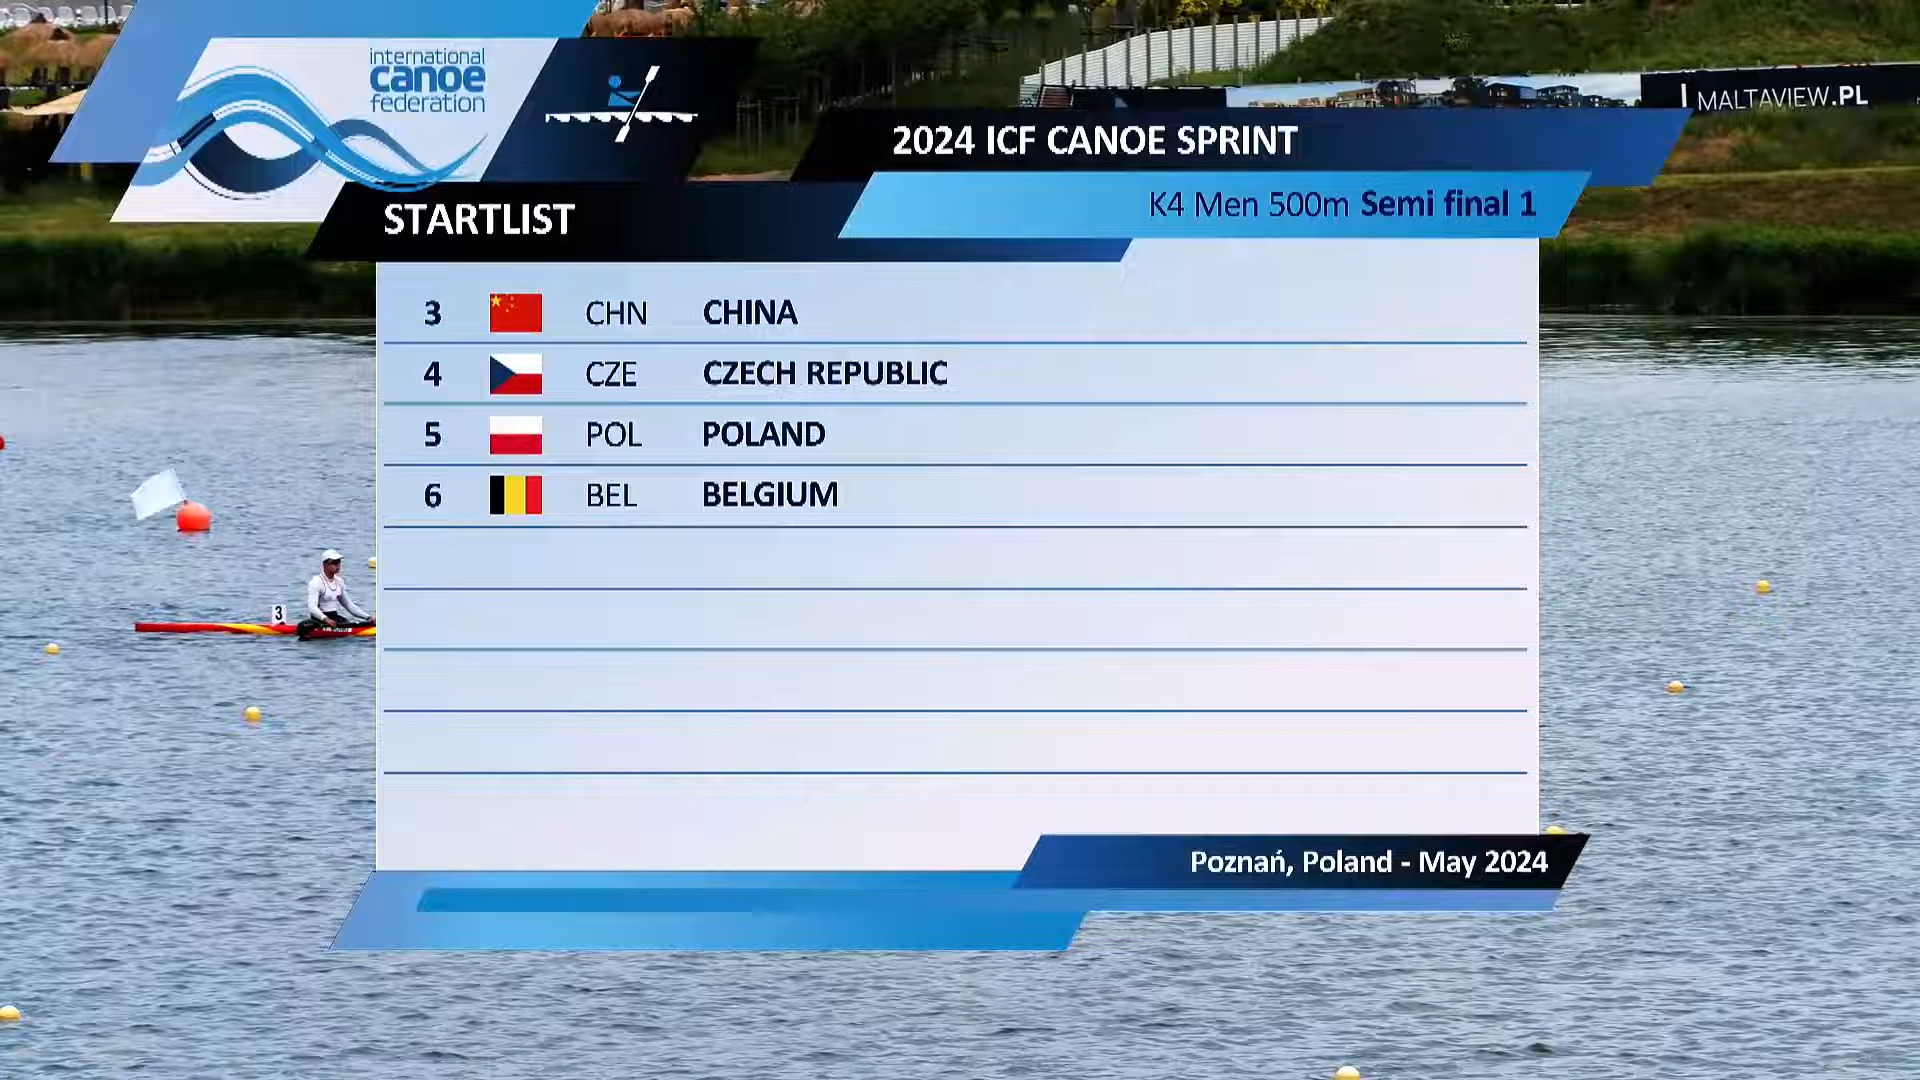 international
canoe
federation
MALTAVIEW.PL
2024 ICF CANOE SPRINT
K4 Men 500m Semi final 1
STARTLIST
3 CHN CHINA
4 CZE CZECH REPUBLIC
5 POL POLAND
6 BEL BELGIUM
3
Poznań, Poland - May 2024